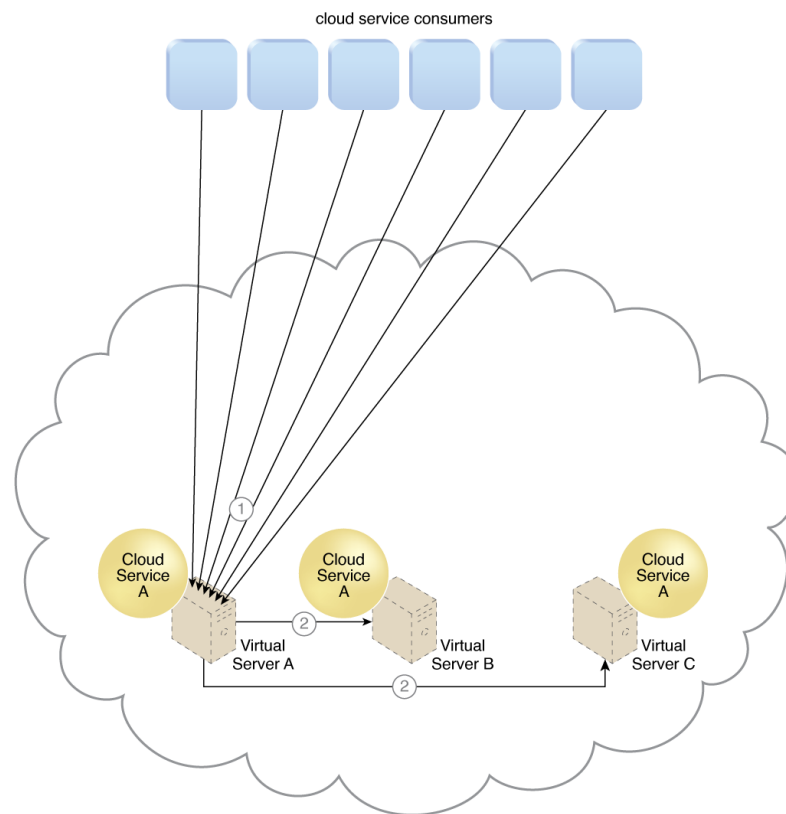 cloud service consumers
1
Cloud
Service
A
Cloud
Service
A
Cloud
Service
A
2
Virtual
Server A
Virtual
Server B
Virtual
Server C
2